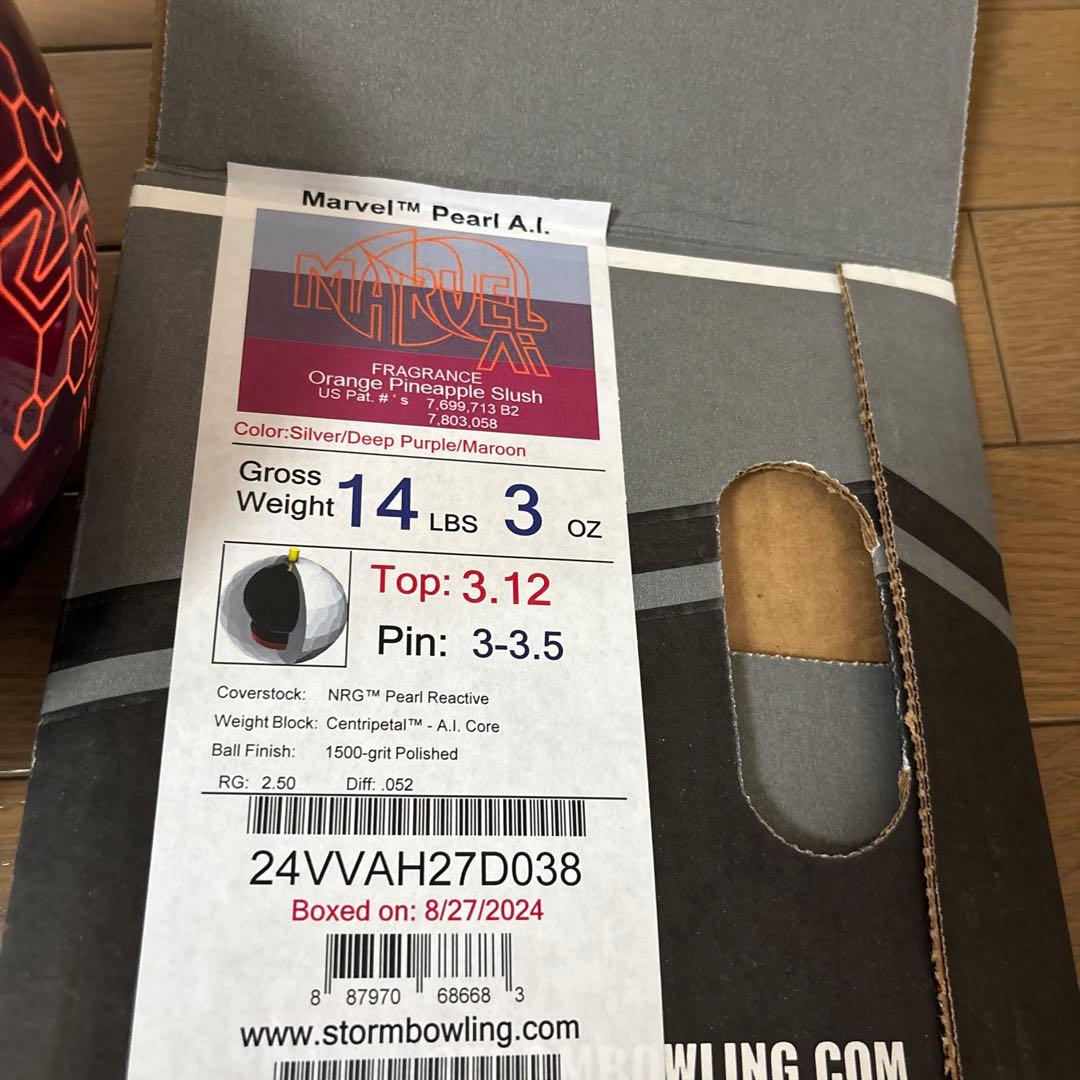 Marvel™ Pearl A.I.
MARVEL
Ai
FRAGRANCE
Orange Pineapple Slush
US Pat. # ' s 7,699,713 B2
7,803,058
Color:Silver/Deep Purple/Maroon
Gross
Weight 14 LBS 3 OZ
Top: 3.12
Pin: 3-3.5
Coverstock: NRG™ Pearl Reactive
Weight Block: Centripetal™ - A.I. Core
Ball Finish: 1500-grit Polished
RG: 2.50 Diff: .052
24VVAH27D038
Boxed on: 8/27/2024
8 87970 68668 3
www.stormbowling.com
MBOWLING.COM